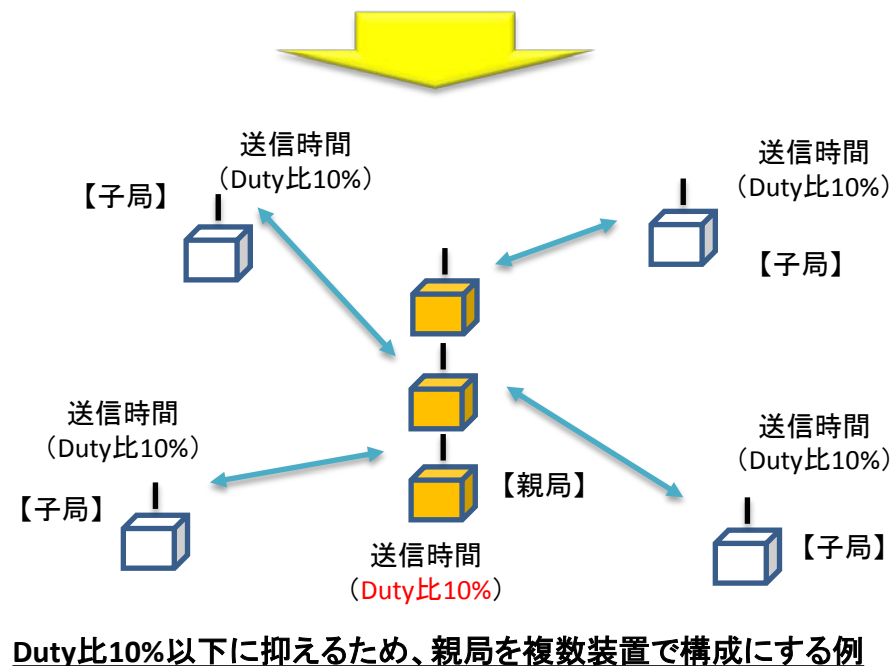 送信時間
（Duty比10%）
【子局】
送信時間
（Duty比10%）
【子局】
送信時間
（Duty比10%）
【子局】
【親局】
送信時間
（Duty比10%）
送信時間
（Duty比10%）
【子局】
Duty比10%以下に抑えるため、親局を複数装置で構成にする例